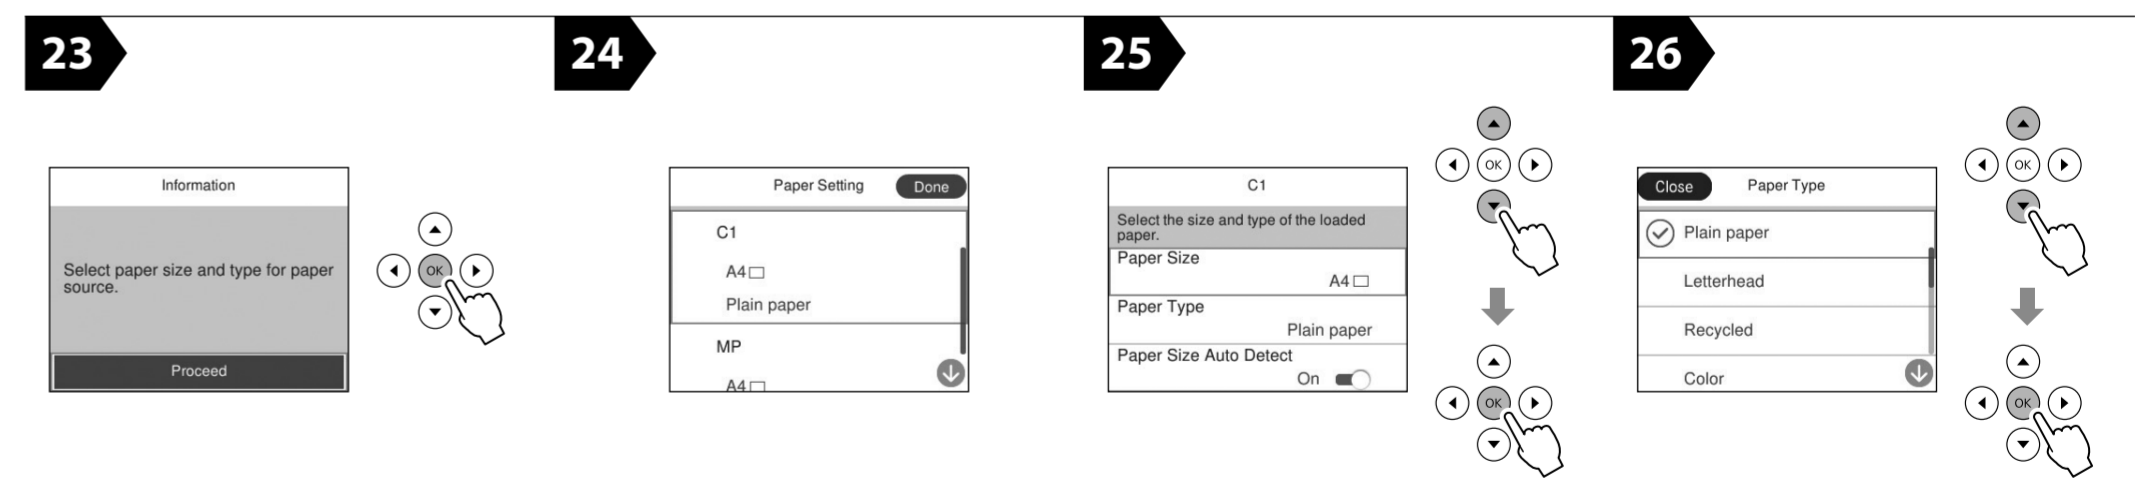 23
Information
Select paper size and type for paper
source.
Proceed
OK
24
Paper Setting
Done
C1
A4
Plain paper
MP
A4
25
C1
Select the size and type of the loaded
paper.
Paper Size
A4
Paper Type
Plain paper
Paper Size Auto Detect
On
OK
OK
26
Close
Paper Type
Plain paper
Letterhead
Recycled
Color
OK
OK